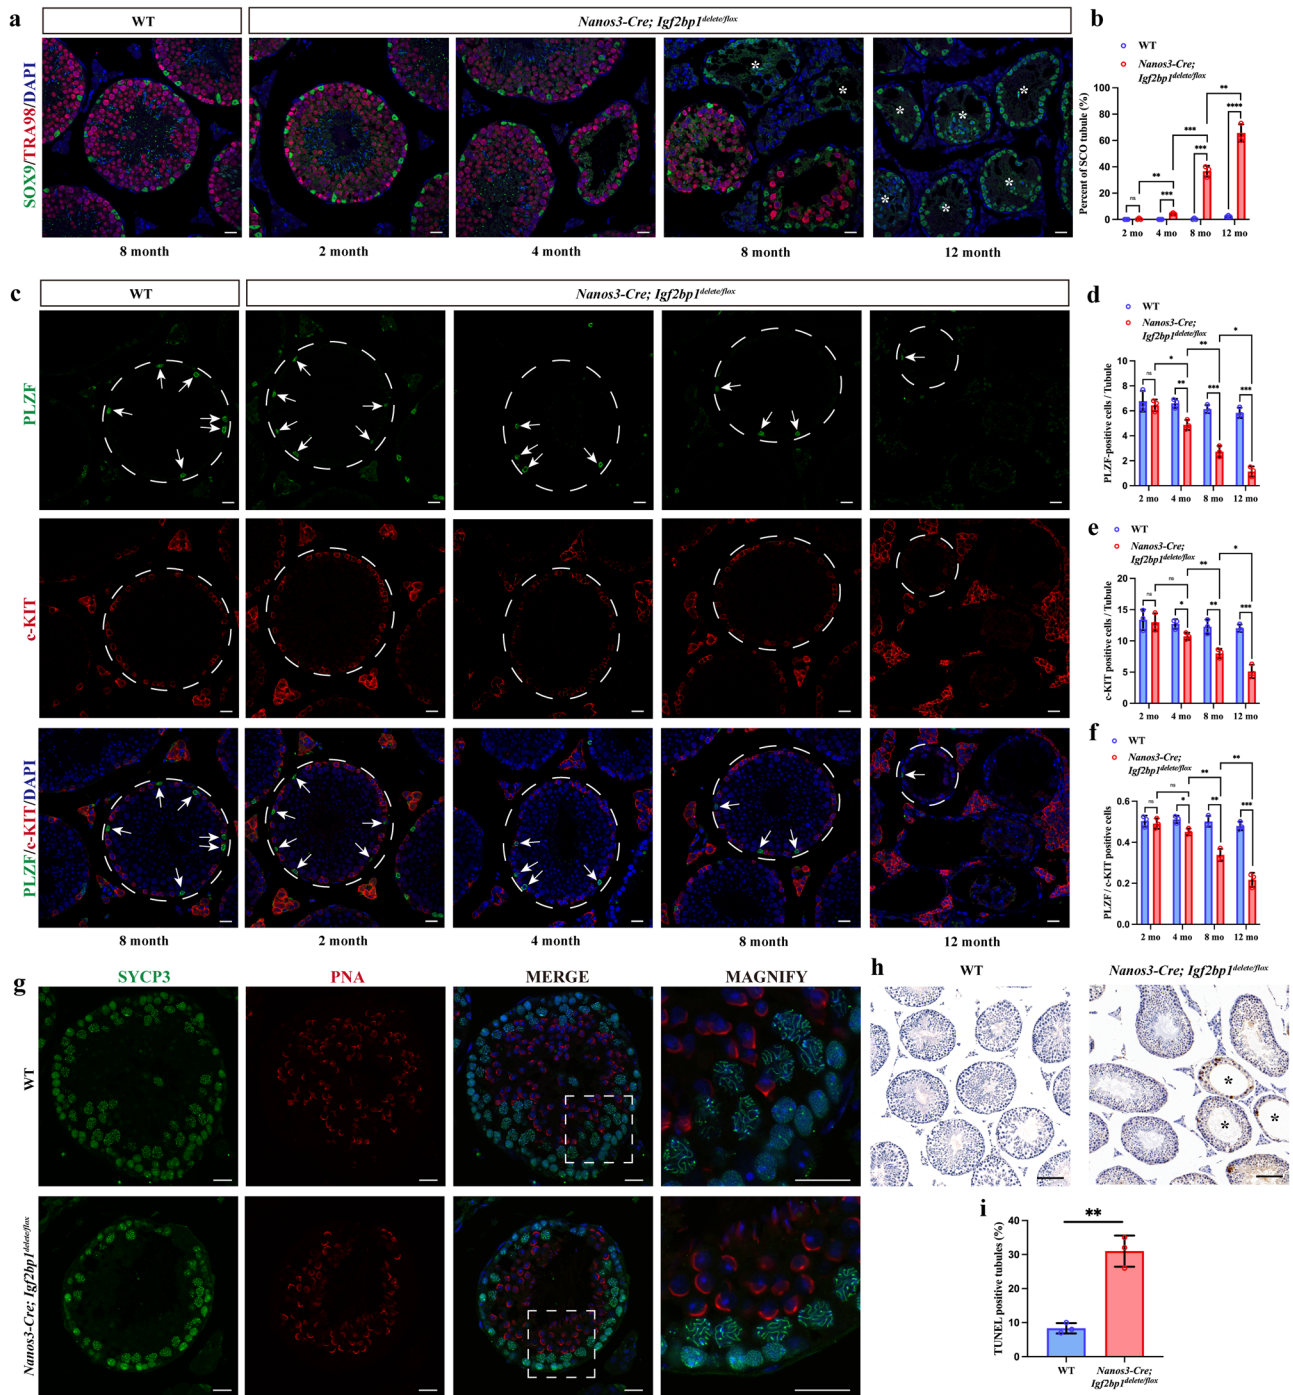 a
WT
Nanos3-Cre; Igf2bp1delete/flox
SOX9/TRA98/DAPI
*
*
*
*
*
*
*
*
8 month
2 month
4 month
8 month
12 month
b
WT
Nanos3-Cre;
Igf2bp1delete/flox
Percent of SCO tubule (%)
100
80
60
40
20
0
ns
**
***
***
***
**
****
2 mo
4 mo
8 mo
12 mo
c
WT
Nanos3-Cre; Igf2bp1delete/flox
PLZF
c-KIT
PLZF/c-KIT/DAPI
8 month
2 month
4 month
8 month
12 month
d
WT
Nanos3-Cre;
Igf2bp1delete/flox
PLZF-positive cells / Tubule
10
8
6
4
2
0
ns
*
**
**
***
*
***
2 mo
4 mo
8 mo
12 mo
e
WT
Nanos3-Cre;
Igf2bp1delete/flox
c-KIT positive cells / Tubule
20
15
10
5
0
ns
ns
*
**
**
*
***
2 mo
4 mo
8 mo
12 mo
f
WT
Nanos3-Cre;
Igf2bp1delete/flox
PLZF / c-KIT positive cells
0.6
0.4
0.2
0.0
ns
ns
*
**
**
**
***
2 mo
4 mo
8 mo
12 mo
g
SYCP3
PNA
MERGE
MAGNIFY
WT
Nanos3-Cre; Igf2bp1delete/flox
h
WT
Nanos3-Cre; Igf2bp1delete/flox
*
*
*
i
TUNEL positive tubules (%)
40
30
20
10
0
**
WT
Nanos3-Cre;
Igf2bp1delete/flox